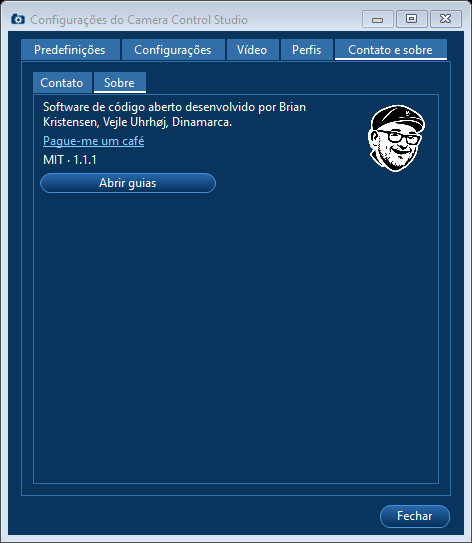 Configurações do Camera Control Studio
Predefinições
Configurações
Vídeo
Perfis
Contato e sobre
Contato
Sobre
Software de código aberto desenvolvido por Brian
Kristensen, Vejle Uhrhøj, Dinamarca.
Pague-me um café
MIT · 1.1.1
Abrir guias
Fechar